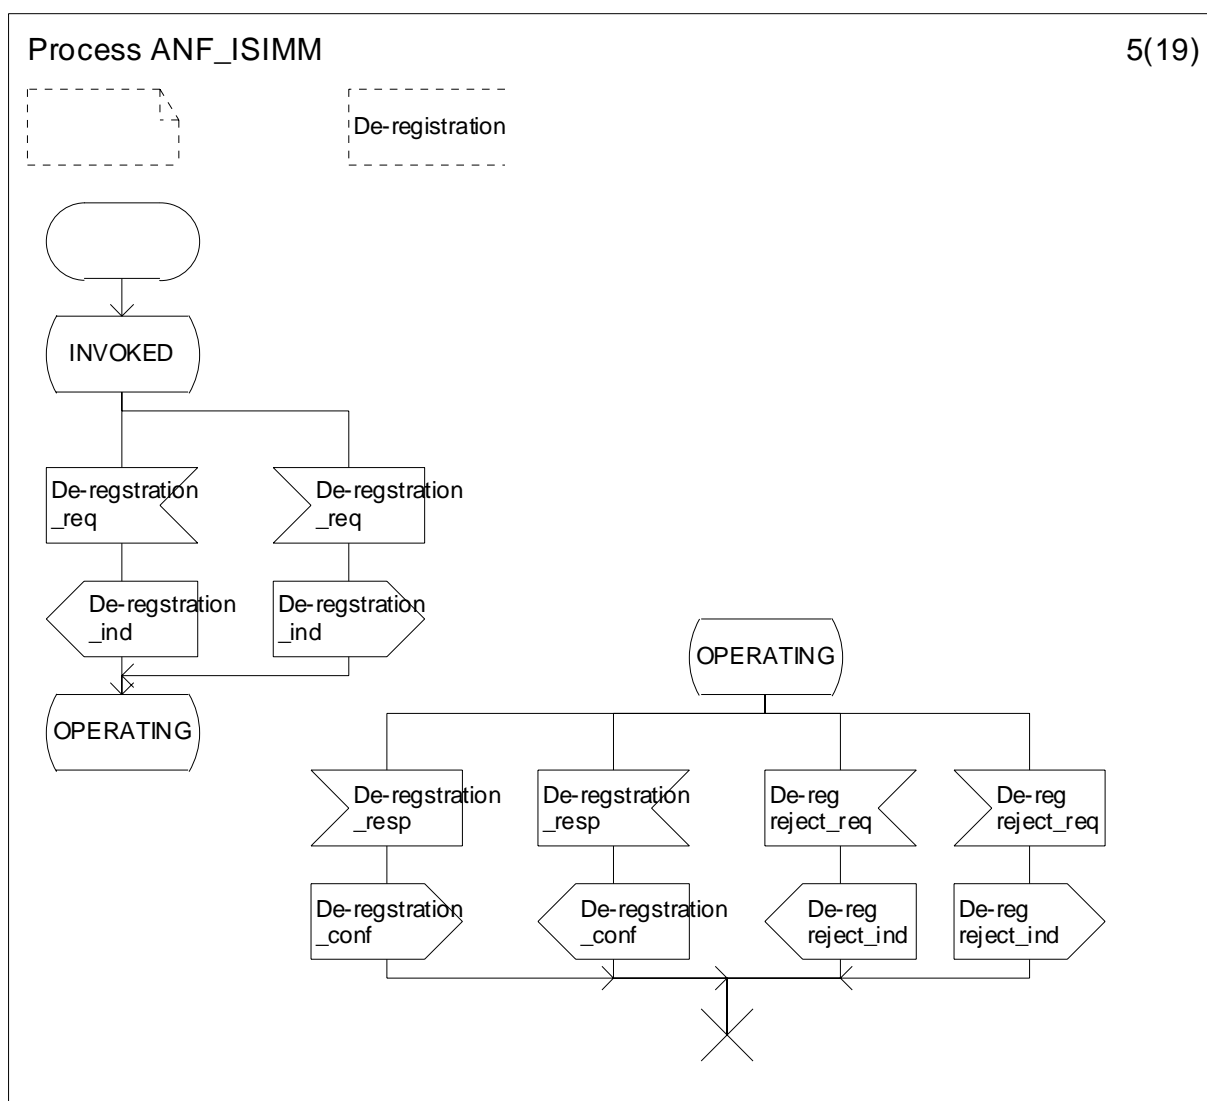 Process ANF_ISIMM
5(19)
De-registration
INVOKED
De-regstration
_req
De-regstration
_req
De-regstration
_ind
De-regstration
_ind
OPERATING
OPERATING
De-regstration
_resp
De-regstration
_resp
De-reg
reject_req
De-reg
reject_req
De-regstration
_conf
De-regstration
_conf
De-reg
reject_ind
De-reg
reject_ind